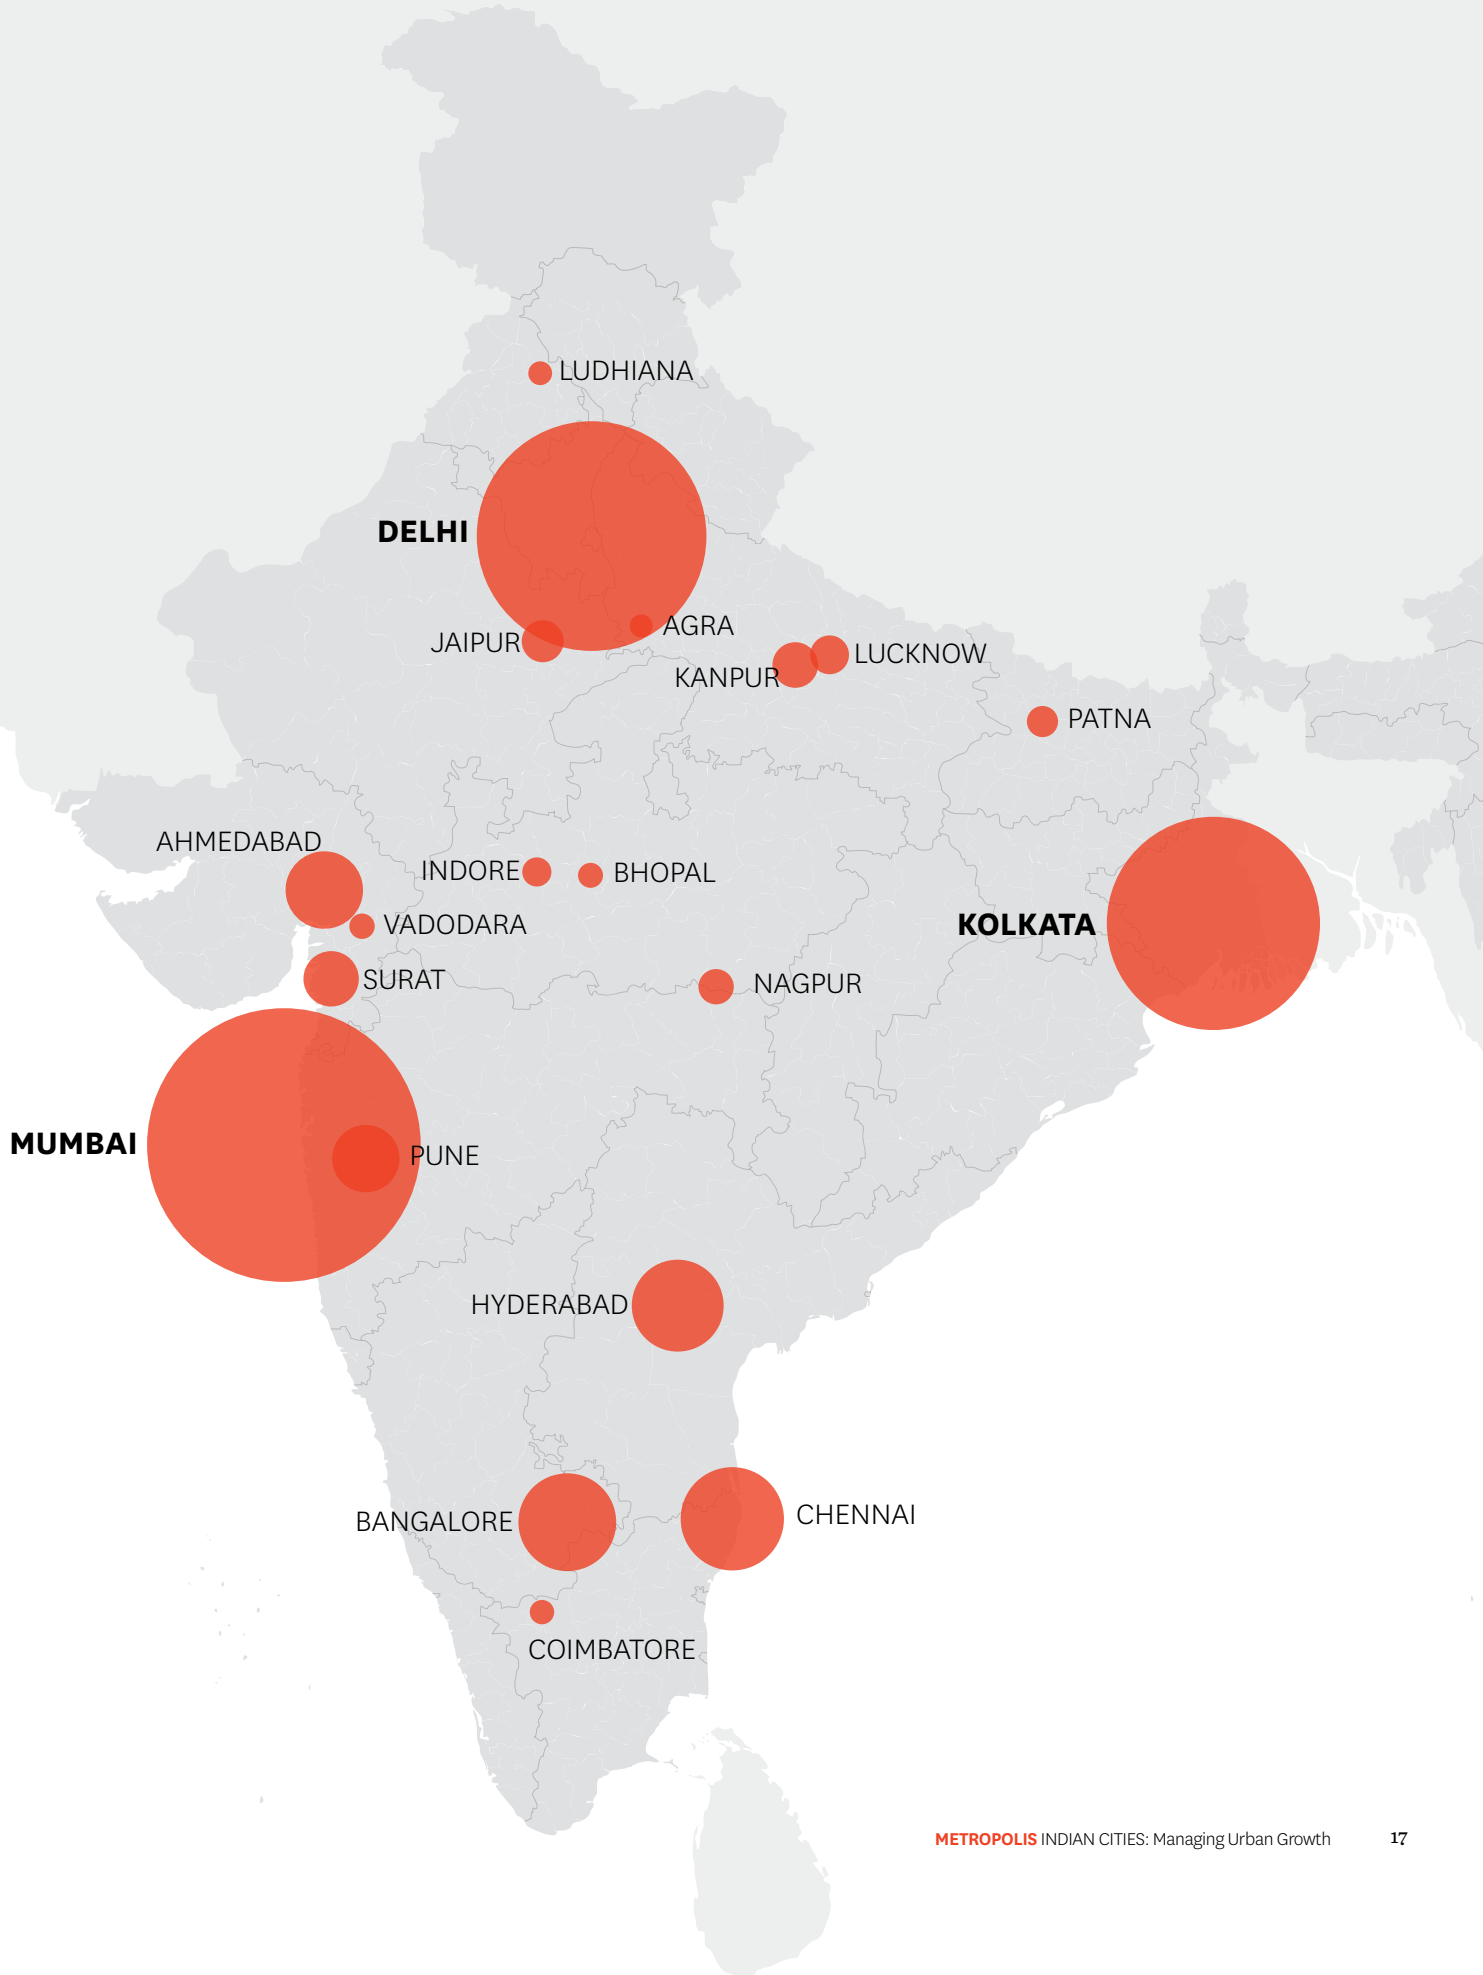 LUDHIANA
DELHI
AGRA
JAIPUR
LUCKNOW
KANPUR
PATNA
AHMEDABAD
INDORE
BHOPAL
VADODARA
KOLKATA
SURAT
NAGPUR
MUMBAI
PUNE
HYDERABAD
BANGALORE
CHENNAI
COIMBATORE
METROPOLIS INDIAN CITIES: Managing Urban Growth 17